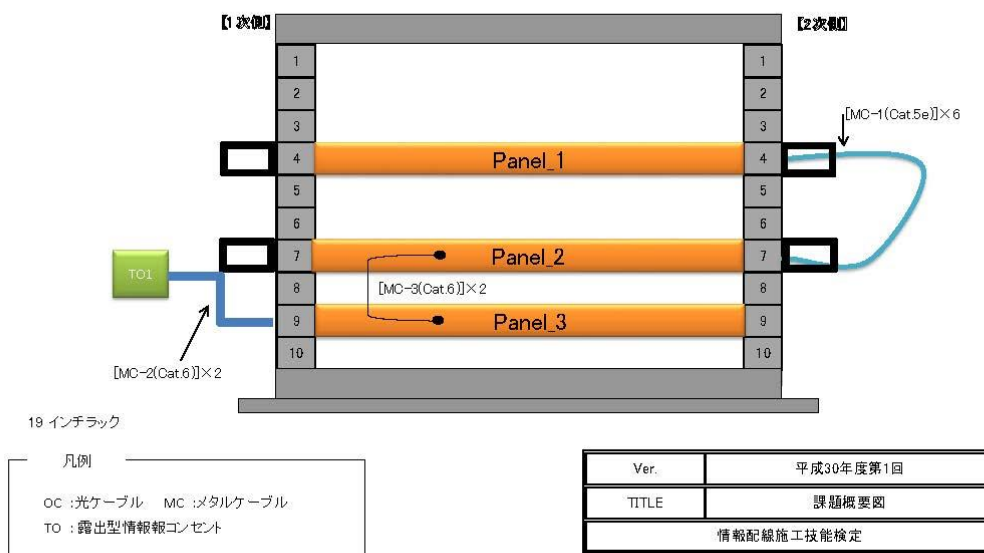 【1次側】
【2次側】
1
1
2
2
3
3
[MC-1(Cat.5e)]×6
4
Panel_1
4
5
5
6
6
TO1
7
Panel_2
7
8
[MC-3(Cat.6)]×2
8
9
Panel_3
9
10
10
[MC-2(Cat.6)]×2
19 インチラック
凡例
OC :光ケーブル MC :メタルケーブル
TO :露出型情報報コンセント
Ver. 平成30年度第1回
TITLE 課題概要図
情報配線施工技能検定